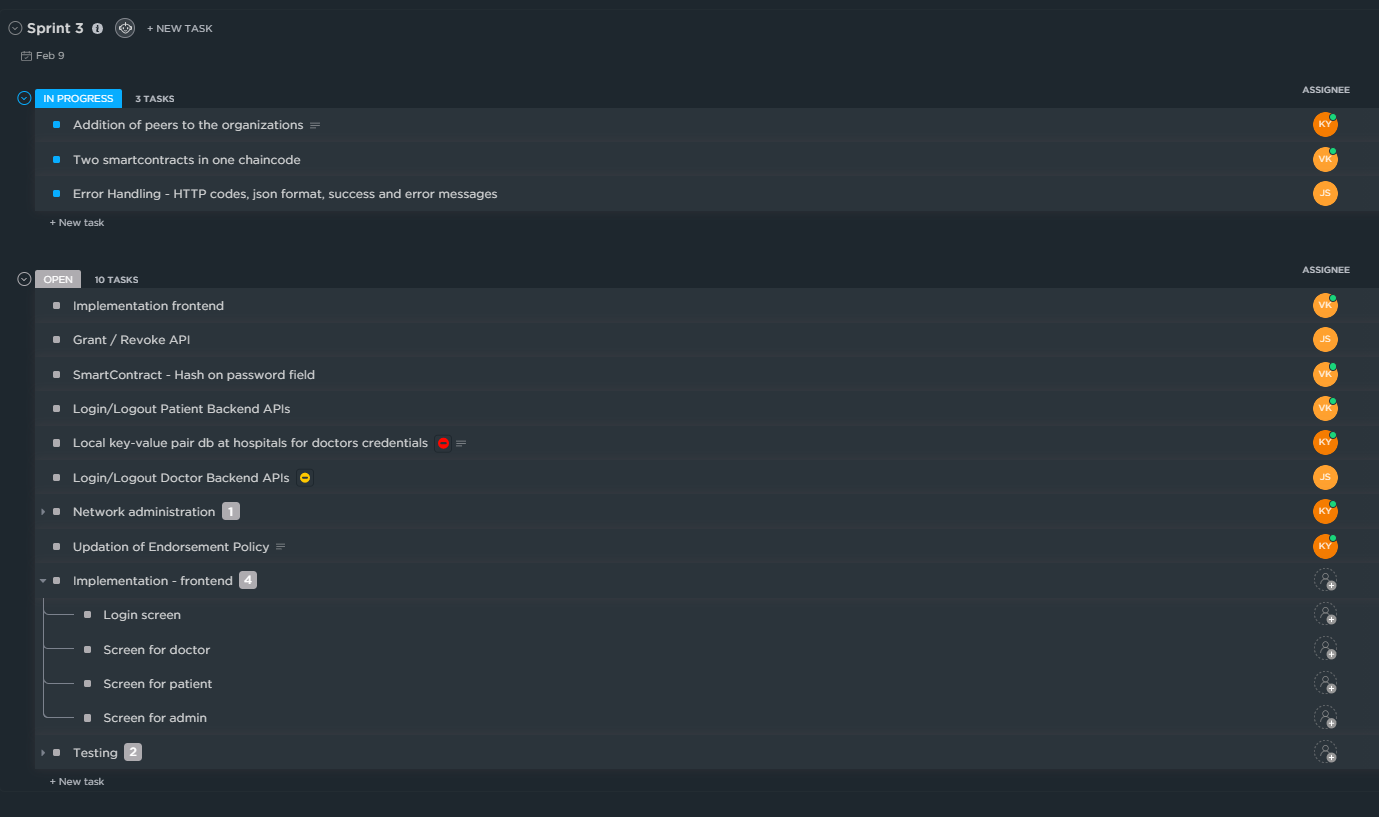 Sprint 3 + NEW TASK
Feb 9
ASSIGNEE
IN PROGRESS 3 TASKS
Addition of peers to the organizations KY
Two smartcontracts in one chaincode VK
Error Handling - HTTP codes, json format, success and error messages JS
+ New task
ASSIGNEE
OPEN 10 TASKS
Implementation frontend VK
Grant / Revoke API JS
SmartContract - Hash on password field VK
Login/Logout Patient Backend APIs VK
Local key-value pair db at hospitals for doctors credentials KY
Login/Logout Doctor Backend APIs JS
Network administration 1 KY
Updation of Endorsement Policy KY
Implementation - frontend 4
Login screen
Screen for doctor
Screen for patient
Screen for admin
Testing 2
+ New task